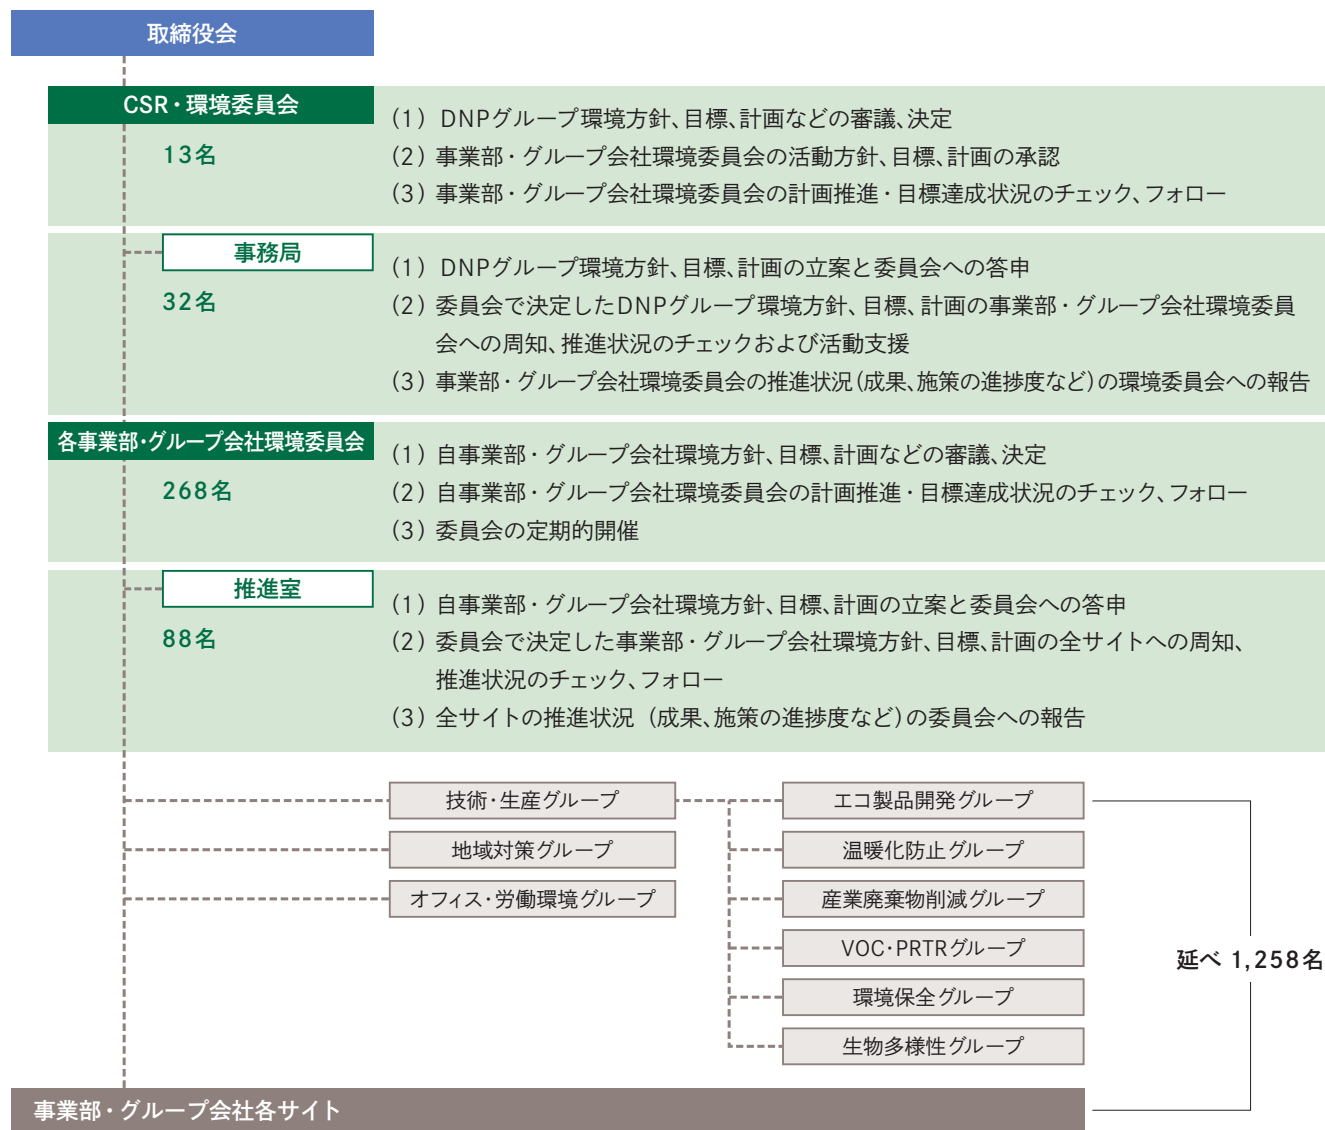 取締役会
CSR・環境委員会
13名
(1) DNPグループ環境方針、目標、計画などの審議、決定
(2) 事業部・グループ会社環境委員会の活動方針、目標、計画の承認
(3) 事業部・グループ会社環境委員会の計画推進・目標達成状況のチェック、フォロー
事務局
32名
(1) DNPグループ環境方針、目標、計画の立案と委員会への答申
(2) 委員会で決定したDNPグループ環境方針、目標、計画の事業部・グループ会社環境委員
会への周知、推進状況のチェックおよび活動支援
(3) 事業部・グループ会社環境委員会の推進状況(成果、施策の進捗度など)の環境委員会への報告
各事業部・グループ会社環境委員会
268名
(1) 自事業部・グループ会社環境方針、目標、計画などの審議、決定
(2) 自事業部・グループ会社環境委員会の計画推進・目標達成状況のチェック、フォロー
(3) 委員会の定期的開催
推進室
88名
(1) 自事業部・グループ会社環境方針、目標、計画の立案と委員会への答申
(2) 委員会で決定した事業部・グループ会社環境方針、目標、計画の全サイトへの周知、
推進状況のチェック、フォロー
(3) 全サイトの推進状況 (成果、施策の進捗度など)の委員会への報告
技術・生産グループ
地域対策グループ
オフィス・労働環境グループ
エコ製品開発グループ
温暖化防止グループ
産業廃棄物削減グループ
VOC・PRTRグループ
環境保全グループ
生物多様性グループ
延べ 1,258名
事業部・グループ会社各サイト